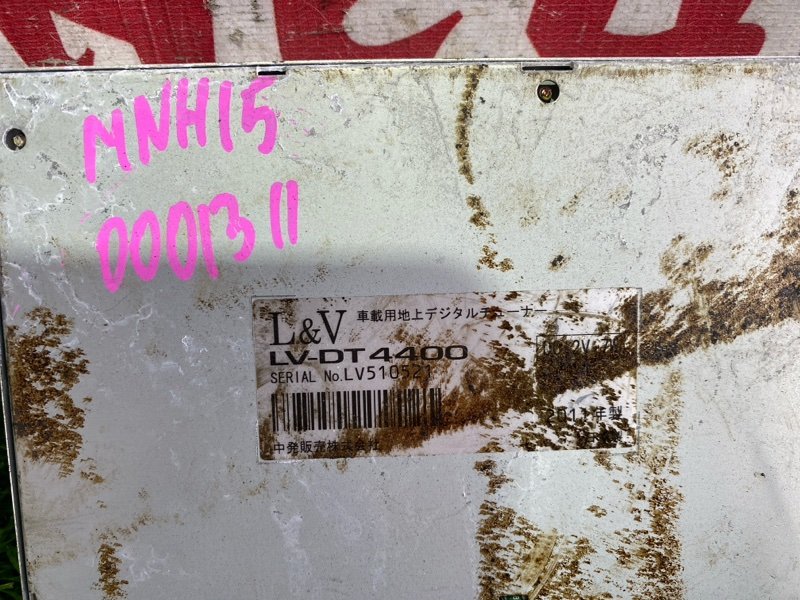 MNH15
0001311
L&V 車載用地上デジタルチューナー
LV-DT4400
SERIAL No.LV510521
2011年製
中発販売株式会社